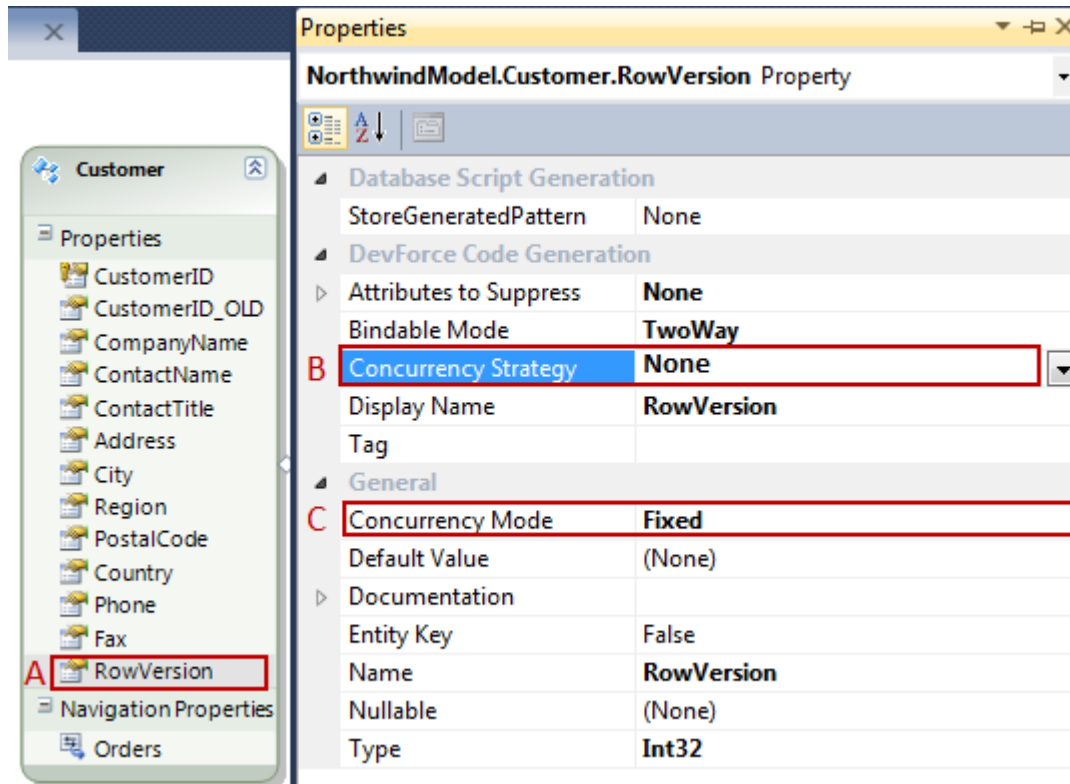 Properties
NorthwindModel.Customer.RowVersion Property
Customer
Properties
CustomerID
CustomerID_OLD
CompanyName
ContactName
ContactTitle
Address
City
Region
PostalCode
Country
Phone
Fax
A RowVersion
Navigation Properties
Orders
Database Script Generation
StoreGeneratedPattern None
DevForce Code Generation
Attributes to Suppress None
Bindable Mode TwoWay
B Concurrency Strategy None
Display Name RowVersion
Tag
General
C Concurrency Mode Fixed
Default Value (None)
Documentation
Entity Key False
Name RowVersion
Nullable (None)
Type Int32